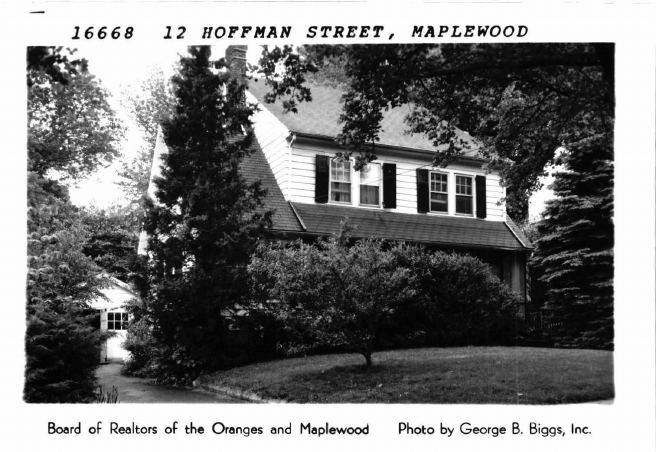 16668 12 HOFFMAN STREET, MAPLEWOOD
Board of Realtors of the Oranges and Maplewood Photo by George B. Biggs, Inc.